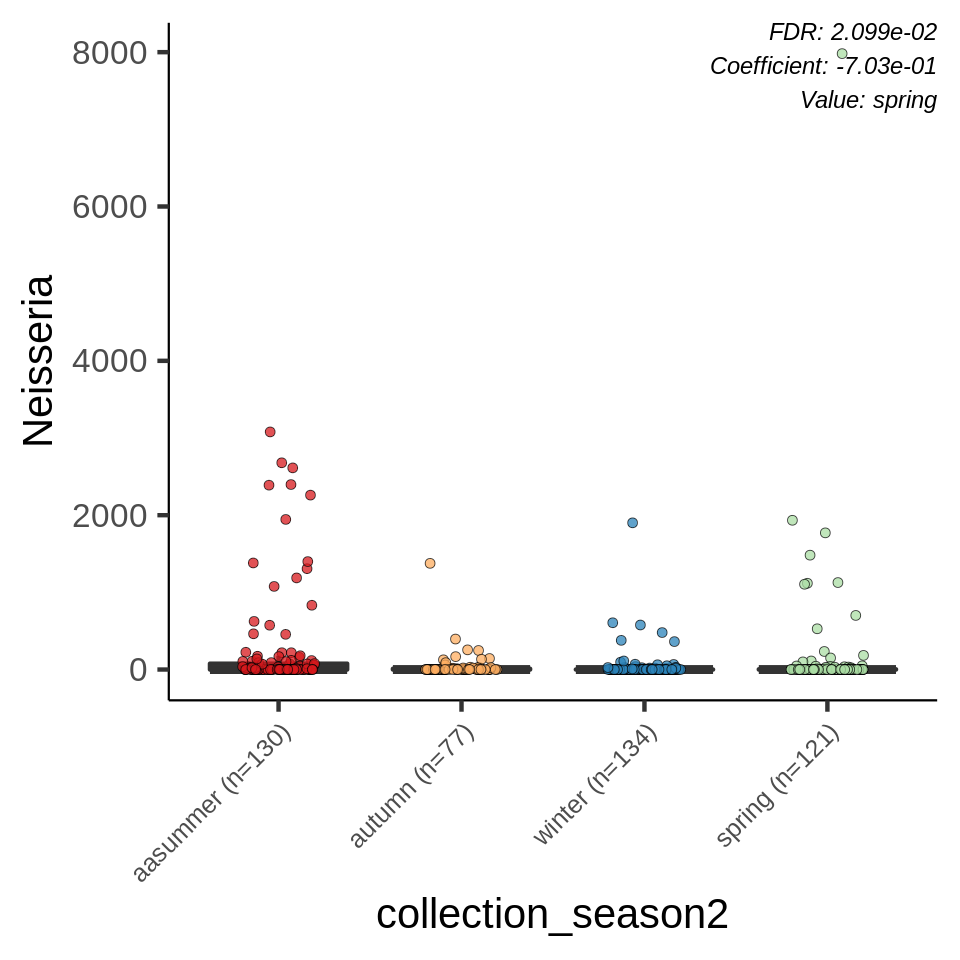 FDR: 2.099e-02
Coefficient: -7.03e-01
Value: spring
8000
6000
4000
2000
0
Neisseria
aasummer (n=130)
autumn (n=77)
winter (n=134)
spring (n=121)
collection_season2